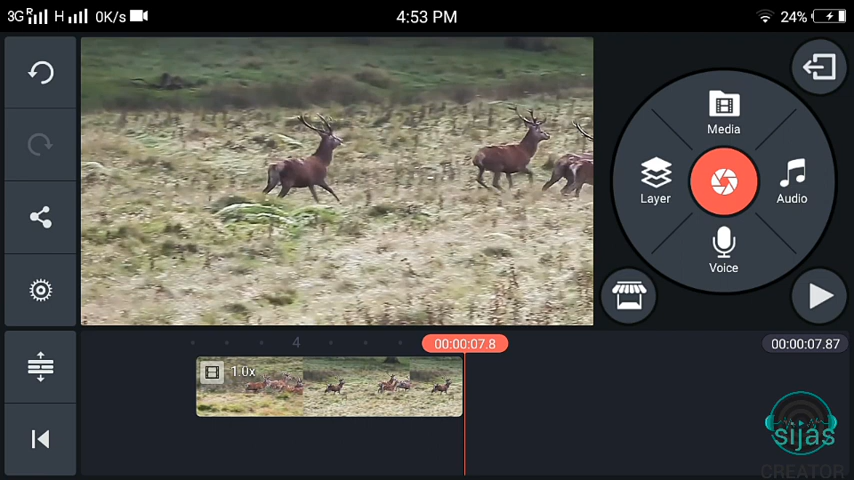 3G R H 0K/s 4:53 PM 24%
Media
Layer
Audio
Voice
4
00:00:07.8
00:00:07.87
1.0x
sijas
CREATOR